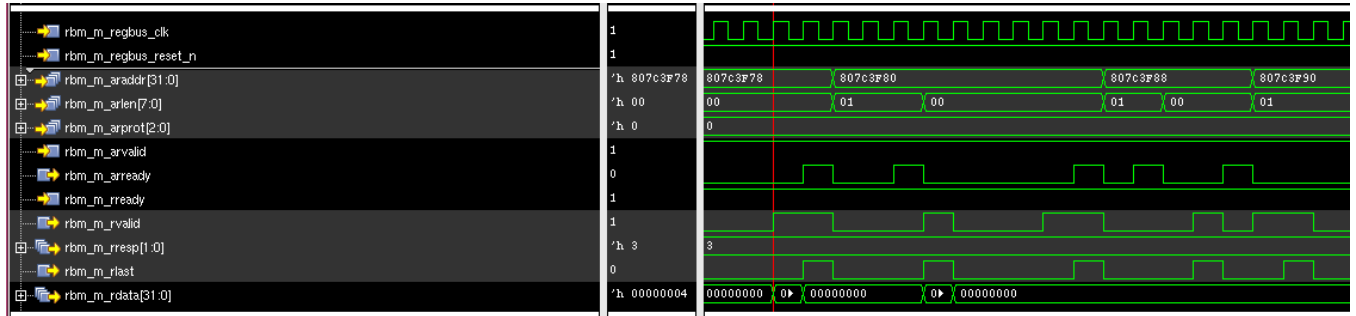 rbm_m_regbus_clk 1
rbm_m_regbus_reset_n 1
rbm_m_araddr[31:0] 'h 807c3F78 807c3F78 807c3F80 807c3F88 807c3F90
rbm_m_arlen[7:0] 'h 00 00 01 00 01 00 01
rbm_m_arprot[2:0] 'h 0 0
rbm_m_arvalid 1
rbm_m_arready 0
rbm_m_rready 1
rbm_m_rvalid 1
rbm_m_rresp[1:0] 'h 3 3
rbm_m_rlast 0
rbm_m_rdata[31:0] 'h 00000004 00000000 0 00000000 0 00000000